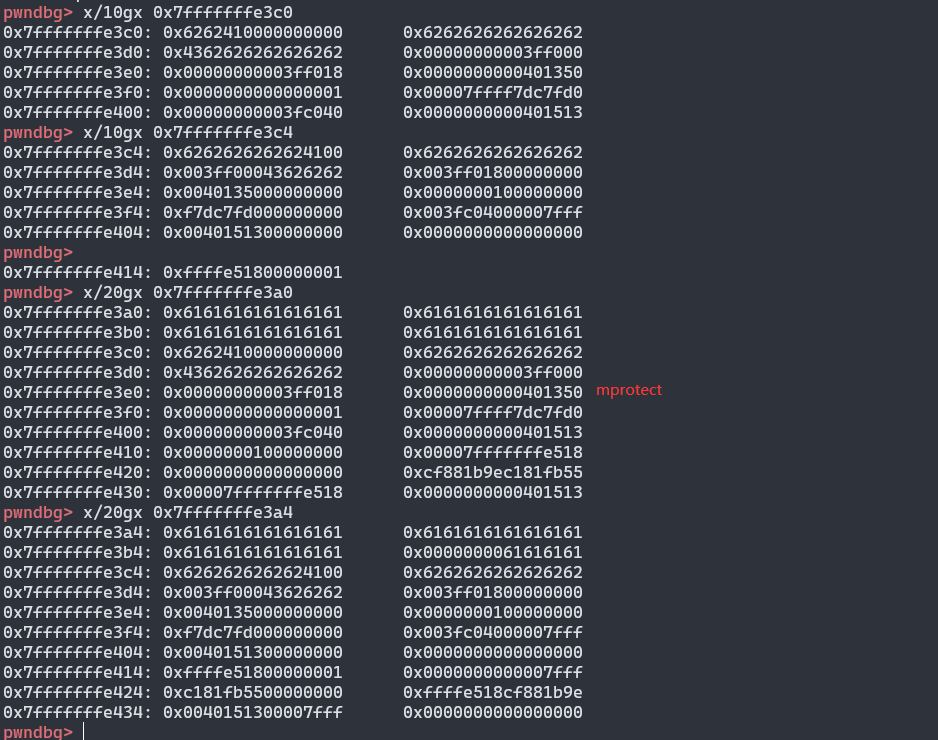 pwndbg> x/10gx 0x7fffffffe3c0
0x7fffffffe3c0: 0x6262410000000000 0x6262626262626262
0x7fffffffe3d0: 0x4362626262626262 0x00000000003ff000
0x7fffffffe3e0: 0x00000000003ff018 0x0000000000401350
0x7fffffffe3f0: 0x0000000000000001 0x00007ffff7dc7fd0
0x7fffffffe400: 0x00000000003fc040 0x0000000000401513
pwndbg> x/10gx 0x7fffffffe3c4
0x7fffffffe3c4: 0x6262626262624100 0x6262626262626262
0x7fffffffe3d4: 0x003ff00043626262 0x003ff01800000000
0x7fffffffe3e4: 0x0040135000000000 0x0000000100000000
0x7fffffffe3f4: 0xf7dc7fd000000000 0x003fc04000007fff
0x7fffffffe404: 0x0040151300000000 0x0000000000000000
pwndbg>
0x7fffffffe414: 0xffffe51800000001
pwndbg> x/20gx 0x7fffffffe3a0
0x7fffffffe3a0: 0x6161616161616161 0x6161616161616161
0x7fffffffe3b0: 0x6161616161616161 0x6161616161616161
0x7fffffffe3c0: 0x6262410000000000 0x6262626262626262
0x7fffffffe3d0: 0x4362626262626262 0x00000000003ff000
0x7fffffffe3e0: 0x00000000003ff018 0x0000000000401350 mprotect
0x7fffffffe3f0: 0x0000000000000001 0x00007ffff7dc7fd0
0x7fffffffe400: 0x00000000003fc040 0x0000000000401513
0x7fffffffe410: 0x0000000100000000 0x00007fffffffe518
0x7fffffffe420: 0x0000000000000000 0xcf881b9ec181fb55
0x7fffffffe430: 0x00007fffffffe518 0x0000000000401513
pwndbg> x/20gx 0x7fffffffe3a4
0x7fffffffe3a4: 0x6161616161616161 0x6161616161616161
0x7fffffffe3b4: 0x6161616161616161 0x0000000061616161
0x7fffffffe3c4: 0x6262626262624100 0x6262626262626262
0x7fffffffe3d4: 0x003ff00043626262 0x003ff01800000000
0x7fffffffe3e4: 0x0040135000000000 0x0000000100000000
0x7fffffffe3f4: 0xf7dc7fd000000000 0x003fc04000007fff
0x7fffffffe404: 0x0040151300000000 0x0000000000000000
0x7fffffffe414: 0xffffe51800000001 0x0000000000007fff
0x7fffffffe424: 0xc181fb5500000000 0xffffe518cf881b9e
0x7fffffffe434: 0x0040151300007fff 0x0000000000000000
pwndbg>